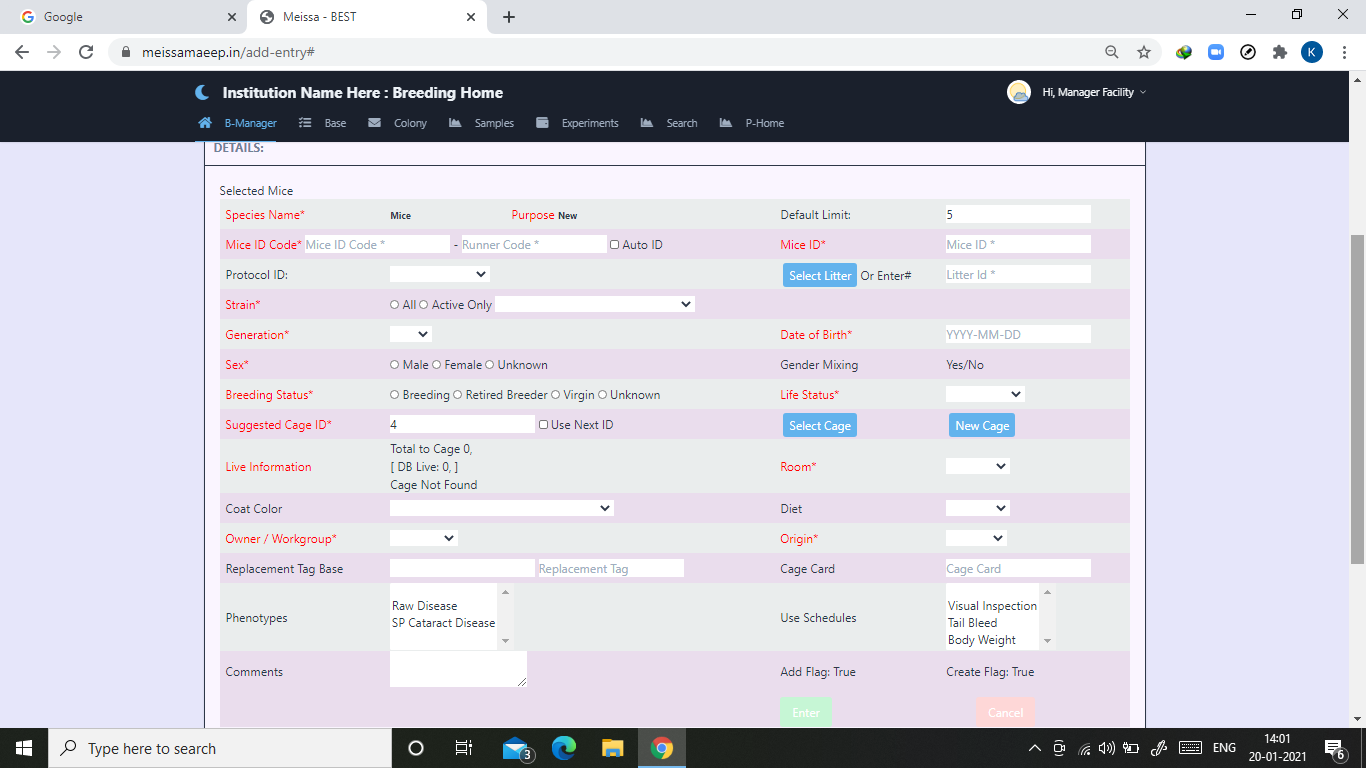 Google
Meissa - BEST
meissamaeep.in/add-entry#
K
Institution Name Here : Breeding Home
Hi, Manager Facility
B-Manager Base Colony Samples Experiments Search P-Home
DETAILS:
Selected Mice
Species Name* Mice Purpose New Default Limit: 5
Mice ID Code* Mice ID Code * - Runner Code * Auto ID Mice ID* Mice ID *
Protocol ID: Select Litter Or Enter# Litter Id *
Strain* All Active Only
Generation* Date of Birth* YYYY-MM-DD
Sex* Male Female Unknown Gender Mixing Yes/No
Breeding Status* Breeding Retired Breeder Virgin Unknown Life Status*
Suggested Cage ID* 4 Use Next ID Select Cage New Cage
Total to Cage 0,
Live Information [ DB Live: 0, ] Room*
Cage Not Found
Coat Color Diet
Owner / Workgroup* Origin*
Replacement Tag Base Replacement Tag Cage Card Cage Card
Raw Disease Visual Inspection
Phenotypes SP Cataract Disease Use Schedules Tail Bleed
Body Weight
Comments Add Flag: True Create Flag: True
Enter Cancel
Type here to search
3
ENG
14:01
20-01-2021
6